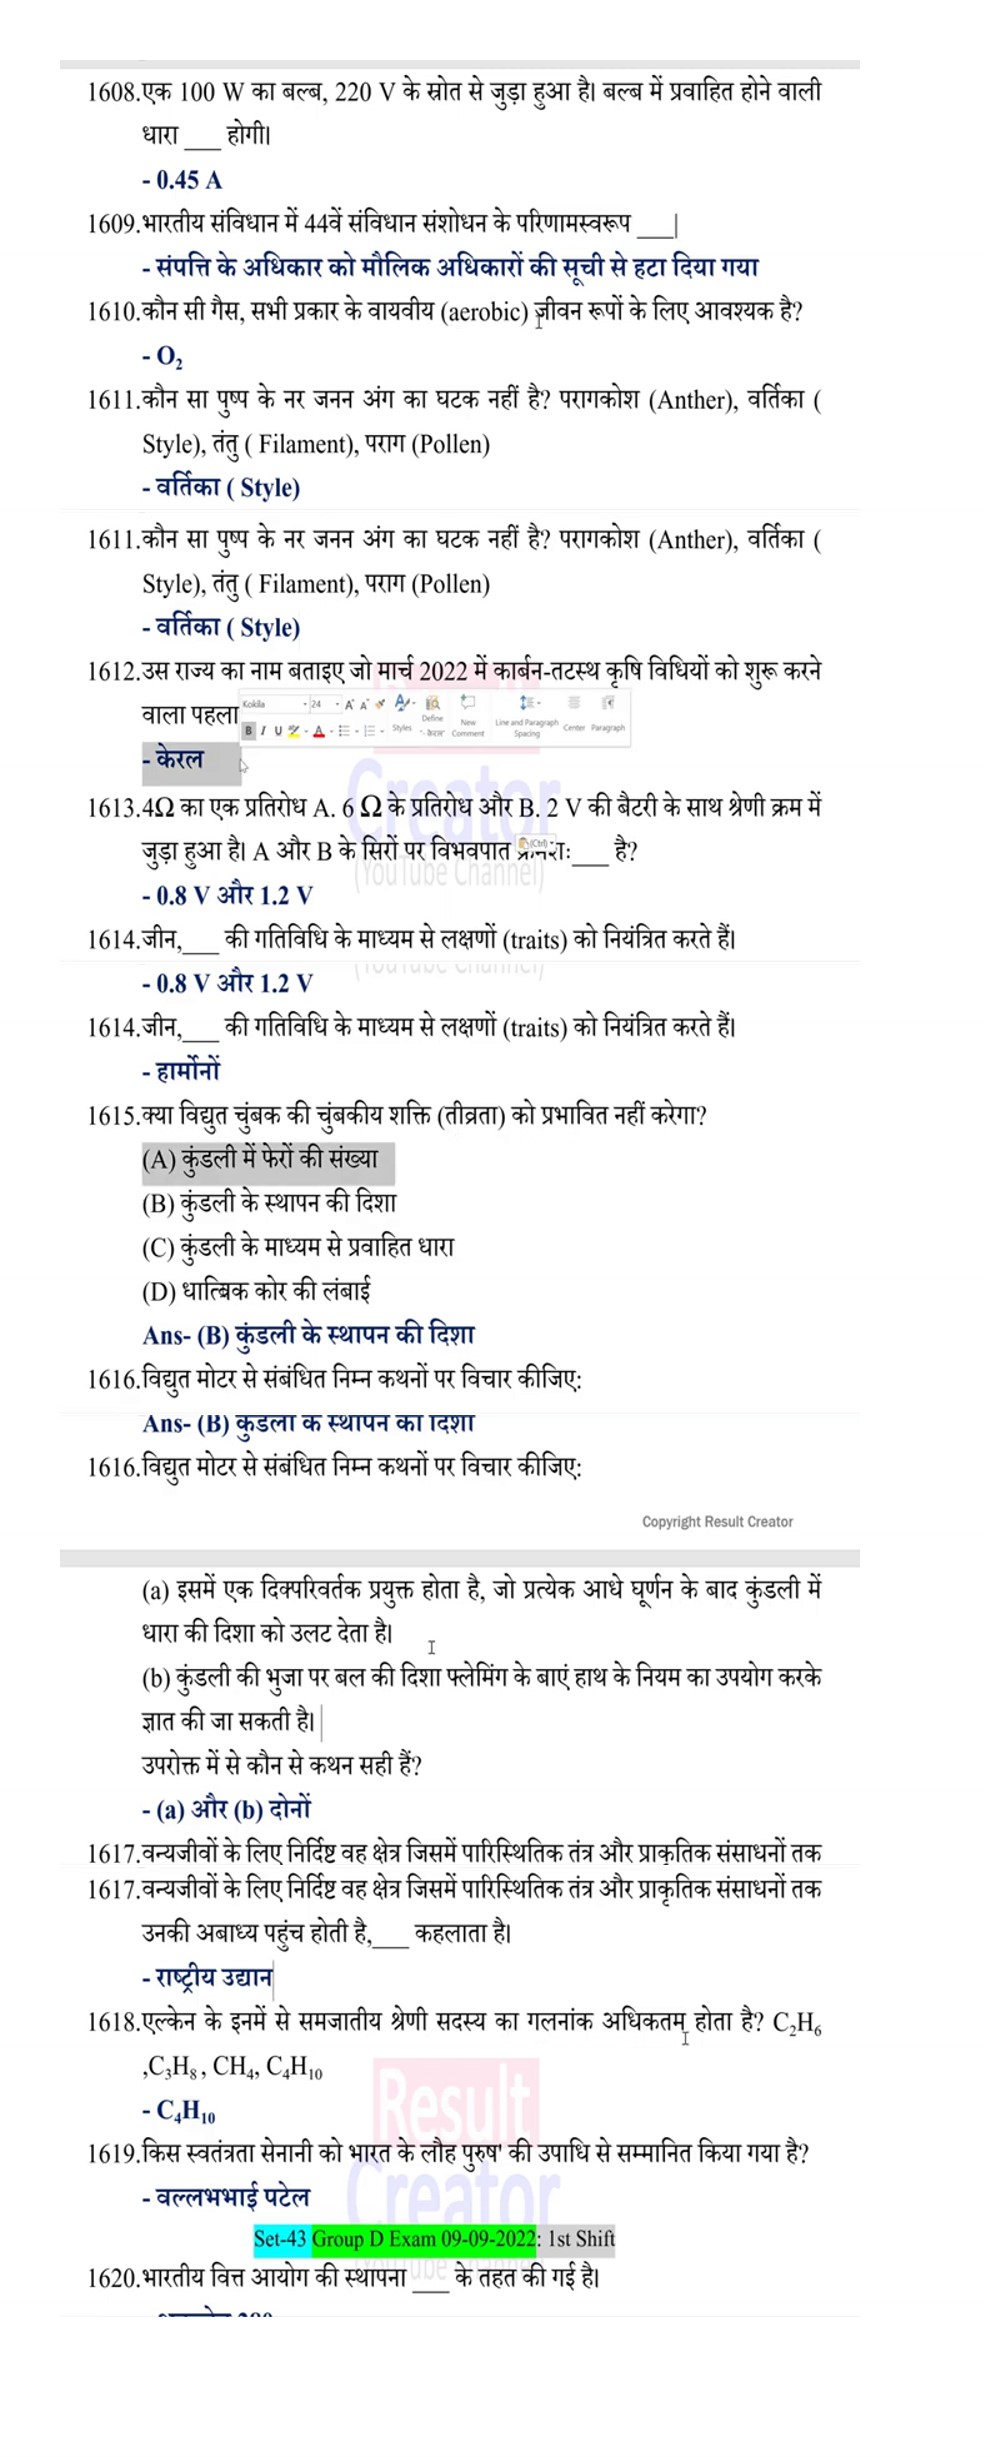 1608.एक 100 W का बल्ब, 220 V के स्रोत से जुड़ा हुआ है। बल्ब में प्रवाहित होने वाली
धारा ___ होगी।
- 0.45 A
1609.भारतीय संविधान में 44वें संविधान संशोधन के परिणामस्वरूप ___|
- संपत्ति के अधिकार को मौलिक अधिकारों की सूची से हटा दिया गया
1610.कौन सी गैस, सभी प्रकार के वायवीय (aerobic) जीवन रूपों के लिए आवश्यक है?
- O₂
1611.कौन सा पुष्प के नर जनन अंग का घटक नहीं है? परागकोश (Anther), वर्तिका (
Style), तंतु ( Filament), पराग (Pollen)
- वर्तिका ( Style)
1611.कौन सा पुष्प के नर जनन अंग का घटक नहीं है? परागकोश (Anther), वर्तिका (
Style), तंतु ( Filament), पराग (Pollen)
- वर्तिका ( Style)
1612.उस राज्य का नाम बताइए जो मार्च 2022 में कार्बन-तटस्थ कृषि विधियों को शुरू करने
वाला पहला
Kokila 24 A A Styles Define New Comment Line and Paragraph Spacing Center Paragraph
B I U A
- केरल
Creator
1613.4Ω का एक प्रतिरोध A. 6 Ω के प्रतिरोध और B. 2 V की बैटरी के साथ श्रेणी क्रम में
जुड़ा हुआ है। A और B के सिरों पर विभवपात (Ctrl) ___ है?
(YouTube Channel)
- 0.8 V और 1.2 V
1614.जीन,___ की गतिविधि के माध्यम से लक्षणों (traits) को नियंत्रित करते हैं।
- 0.8 V और 1.2 V
1614.जीन,___ की गतिविधि के माध्यम से लक्षणों (traits) को नियंत्रित करते हैं।
- हार्मोनों
1615.क्या विद्युत चुंबक की चुंबकीय शक्ति (तीव्रता) को प्रभावित नहीं करेगा?
(A) कुंडली में फेरों की संख्या
(B) कुंडली के स्थापन की दिशा
(C) कुंडली के माध्यम से प्रवाहित धारा
(D) धात्विक कोर की लंबाई
Ans- (B) कुंडली के स्थापन की दिशा
1616.विद्युत मोटर से संबंधित निम्न कथनों पर विचार कीजिए:
Ans- (B) कुंडली के स्थापन की दिशा
1616.विद्युत मोटर से संबंधित निम्न कथनों पर विचार कीजिए:
Copyright Result Creator
(a) इसमें एक दिक्परिवर्तक प्रयुक्त होता है, जो प्रत्येक आधे घूर्णन के बाद कुंडली में
धारा की दिशा को उलट देता है।
(b) कुंडली की भुजा पर बल की दिशा फ्लेमिंग के बाएं हाथ के नियम का उपयोग करके
ज्ञात की जा सकती है।
उपरोक्त में से कौन से कथन सही हैं?
- (a) और (b) दोनों
1617.वन्यजीवों के लिए निर्दिष्ट वह क्षेत्र जिसमें पारिस्थितिक तंत्र और प्राकृतिक संसाधनों तक
1617.वन्यजीवों के लिए निर्दिष्ट वह क्षेत्र जिसमें पारिस्थितिक तंत्र और प्राकृतिक संसाधनों तक
उनकी अबाध्य पहुंच होती है,___ कहलाता है।
- राष्ट्रीय उद्यान
1618.एल्केन के इनमें से समजातीय श्रेणी सदस्य का गलनांक अधिकतम होता है? C₂H₆
,C₃H₈ , CH₄, C₄H₁₀
Result
- C₄H₁₀
1619.किस स्वतंत्रता सेनानी को भारत के लौह पुरुष' की उपाधि से सम्मानित किया गया है?
- वल्लभभाई पटेल
Creator
Set-43 Group D Exam 09-09-2022: 1st Shift
1620.भारतीय वित्त आयोग की स्थापना ___ के तहत की गई है।